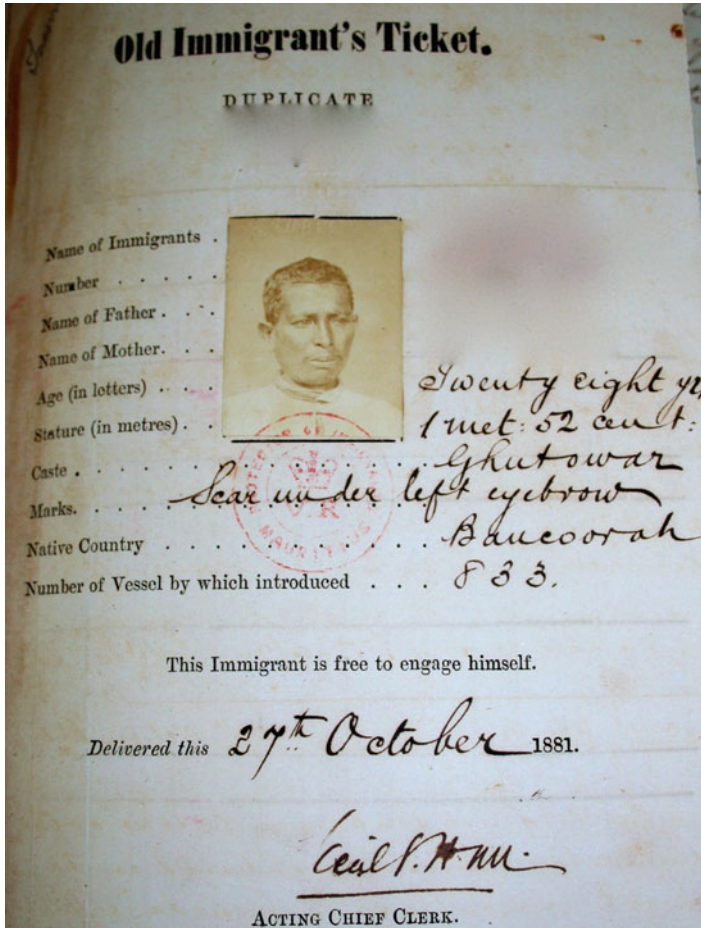 Old Immigrant's Ticket.
DUPLICATE
Name of Immigrants .
Number . . . . .
Name of Father . . .
Name of Mother. . .
Age (in letters) . . . Twenty eight yrs
Stature (in metres) . . 1 met: 52 cent:
Caste . . . . . . . . . . . . . . . Ghutowar
Marks. . . . . Scar under left eyebrow
Native Country . . . . . . . . . . . Bancoorah
Number of Vessel by which introduced . . . 833.
MAURITIUS
This Immigrant is free to engage himself.
Delivered this 27th October 1881.
ACTING CHIEF CLERK.